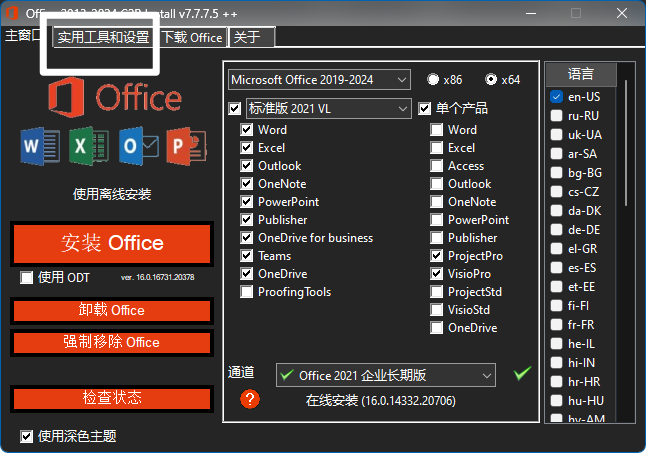 Office 2013-2024 C2R Install v7.7.7.5 ++
主窗口
实用工具和设置
下载 Office
关于
Office
W X O P
使用离线安装
安装 Office
使用 ODT
ver. 16.0.16731.20378
卸载 Office
强制移除 Office
检查状态
使用深色主题
Microsoft Office 2019-2024
x86
x64
标准版 2021 VL
单个产品
Word
Excel
Outlook
OneNote
PowerPoint
Publisher
OneDrive for business
Teams
OneDrive
ProofingTools
Word
Excel
Access
Outlook
OneNote
PowerPoint
Publisher
ProjectPro
VisioPro
ProjectStd
VisioStd
OneDrive
通道
Office 2021 企业长期版
?
在线安装 (16.0.14332.20706)
语言
en-US
ru-RU
uk-UA
ar-SA
bg-BG
cs-CZ
da-DK
de-DE
el-GR
es-ES
et-EE
fi-FI
fr-FR
he-IL
hi-IN
hr-HR
hu-HU
hy-AM